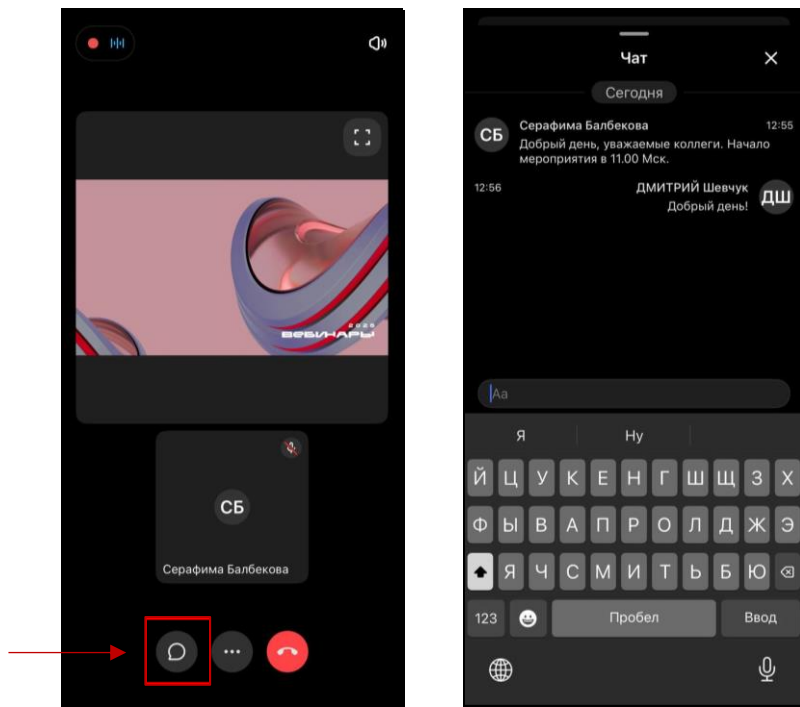 2025
ВЕБИНАРЫ
СБ
Серафима Балбекова
Чат
Сегодня
СБ
Серафима Балбекова
12:55
Добрый день, уважаемые коллеги. Начало
мероприятия в 11.00 Мск.
12:56
ДМИТРИЙ Шевчук
ДШ
Добрый день!
Aa
Я
Ну
Й Ц У К Е Н Г Ш Щ З Х
Ф Ы В А П Р О Л Д Ж Э
Я Ч С М И Т Ь Б Ю
123
Пробел
Ввод